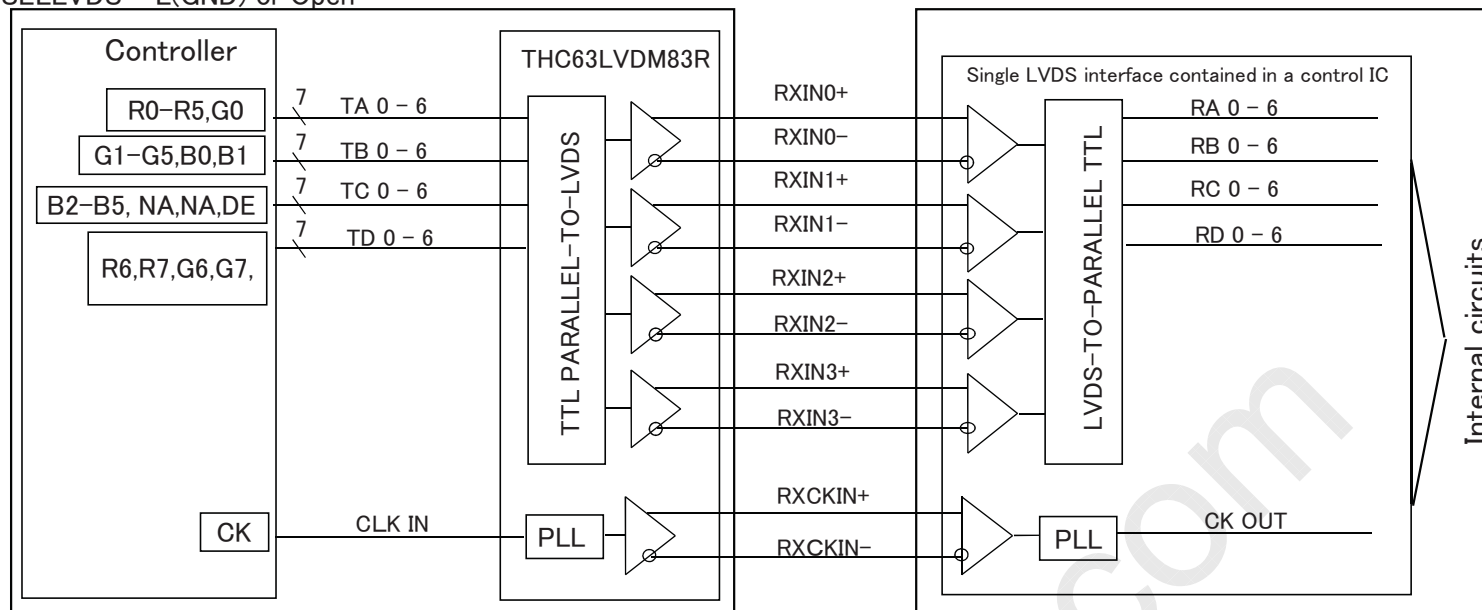 Controller
THC63LVDM83R
Single LVDS interface contained in a control IC
R0-R5,G0
7
TA 0 - 6
RXIN0+
RA 0 - 6
G1-G5,B0,B1
7
TB 0 - 6
RXIN0-
RB 0 - 6
B2-B5, NA,NA,DE
7
TC 0 - 6
RXIN1+
RC 0 - 6
R6,R7,G6,G7,
7
TD 0 - 6
RXIN1-
RD 0 - 6
TTL PARALLEL-TO-LVDS
RXIN2+
RXIN2-
LVDS-TO-PARALLEL TTL
RXIN3+
RXIN3-
Internal circuits
CK
CLK IN
PLL
RXCKIN+
RXCKIN-
PLL
CK OUT
com